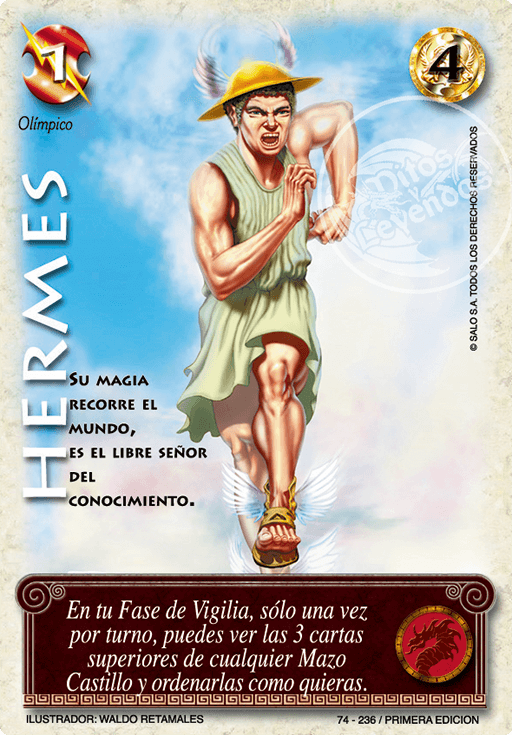 1
4
Olímpico
HERMES
Mitos y
Leyendas
© SALO S.A. TODOS LOS DERECHOS RESERVADOS
SU MAGIA
RECORRE EL
MUNDO,
ES EL LIBRE SEÑOR
DEL
CONOCIMIENTO.
En tu Fase de Vigilia, sólo una vez
por turno, puedes ver las 3 cartas
superiores de cualquier Mazo
Castillo y ordenarlas como quieras.
ILUSTRADOR: WALDO RETAMALES
74 - 236 / PRIMERA EDICION